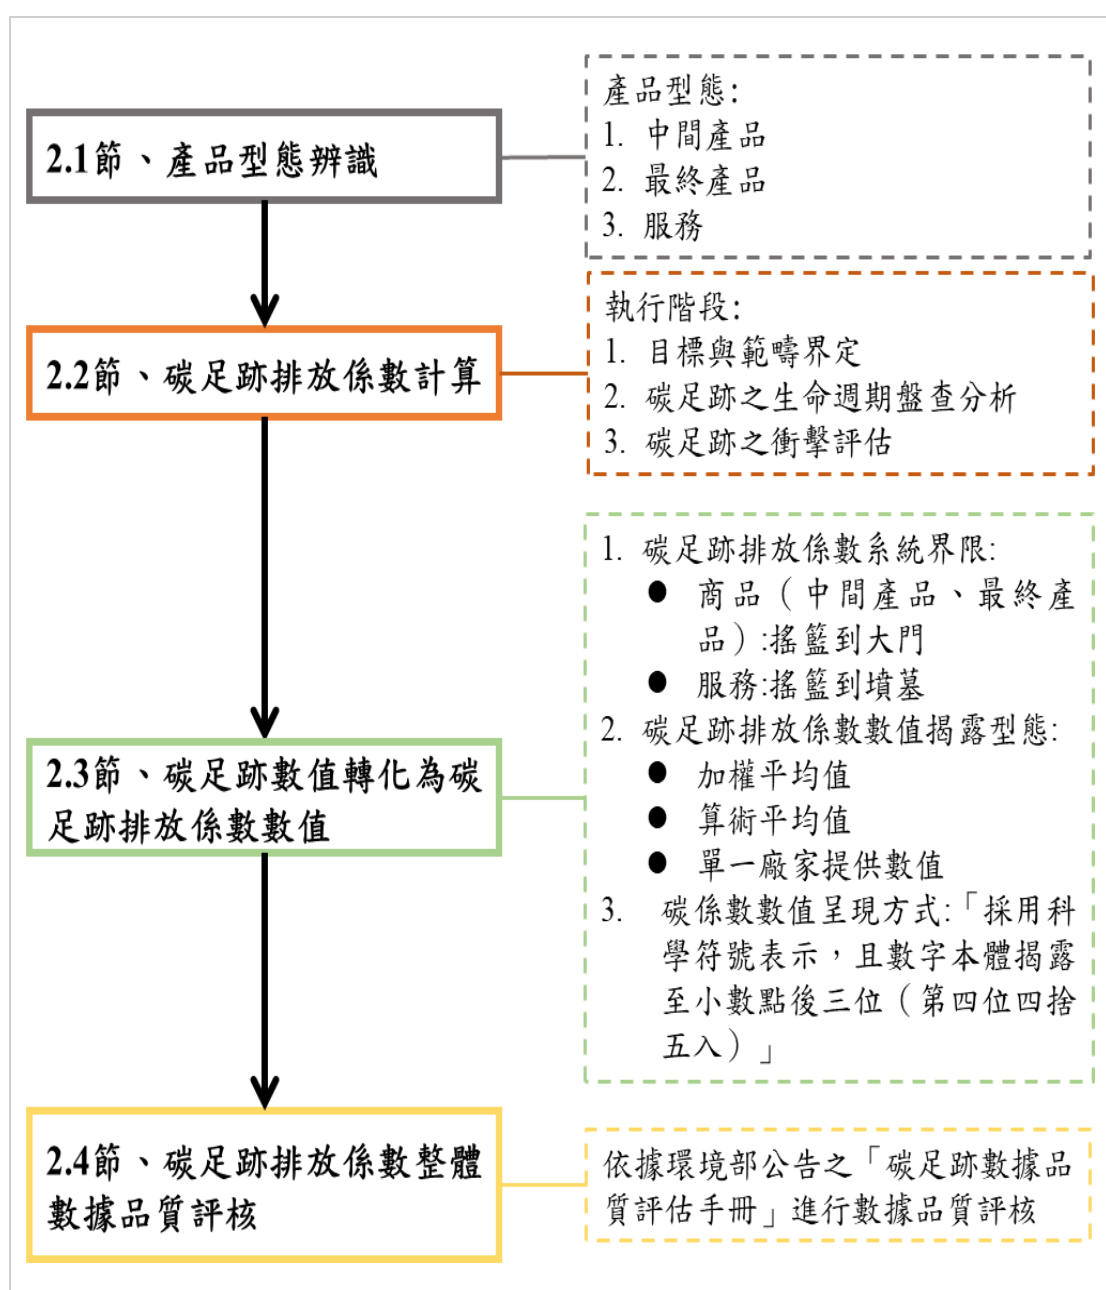 2.1節、產品型態辨識
產品型態:
1. 中間產品
2. 最終產品
3. 服務
2.2節、碳足跡排放係數計算
執行階段:
1. 目標與範疇界定
2. 碳足跡之生命週期盤查分析
3. 碳足跡之衝擊評估
2.3節、碳足跡數值轉化為碳
足跡排放係數數值
1. 碳足跡排放係數系統界限:
● 商品（中間產品、最終產
品）:搖籃到大門
● 服務:搖籃到墳墓
2. 碳足跡排放係數數值揭露型態:
● 加權平均值
● 算術平均值
● 單一廠家提供數值
3. 碳係數數值呈現方式:「採用科
學符號表示，且數字本體揭露
至小數點後三位（第四位四捨
五入）」
2.4節、碳足跡排放係數整體
數據品質評核
依據環境部公告之「碳足跡數據品
質評估手冊」進行數據品質評核